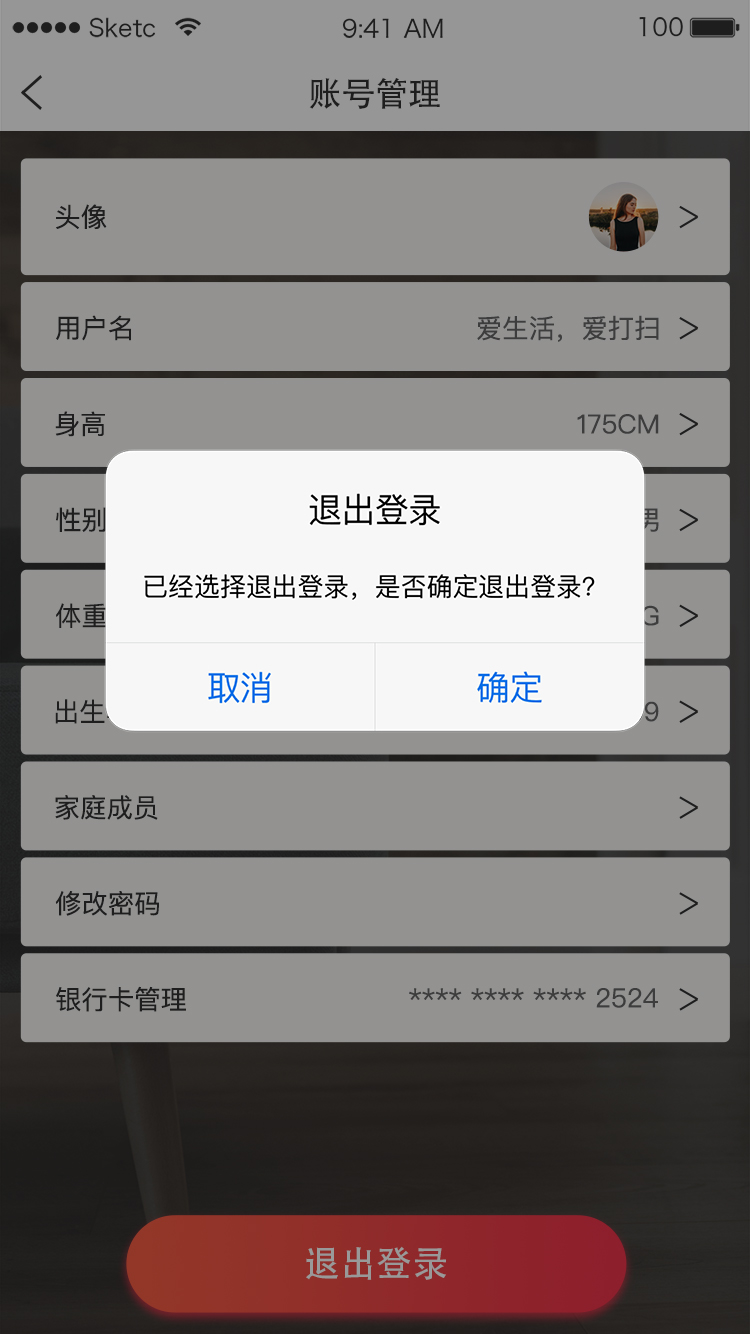 Sketc 9:41 AM 100
账号管理
头像
用户名 爱生活，爱打扫
身高 175CM
性别 男
退出登录
已经选择退出登录，是否确定退出登录？
体重 G
取消 确定
出生 9
家庭成员
修改密码
银行卡管理 **** **** **** 2524
退出登录